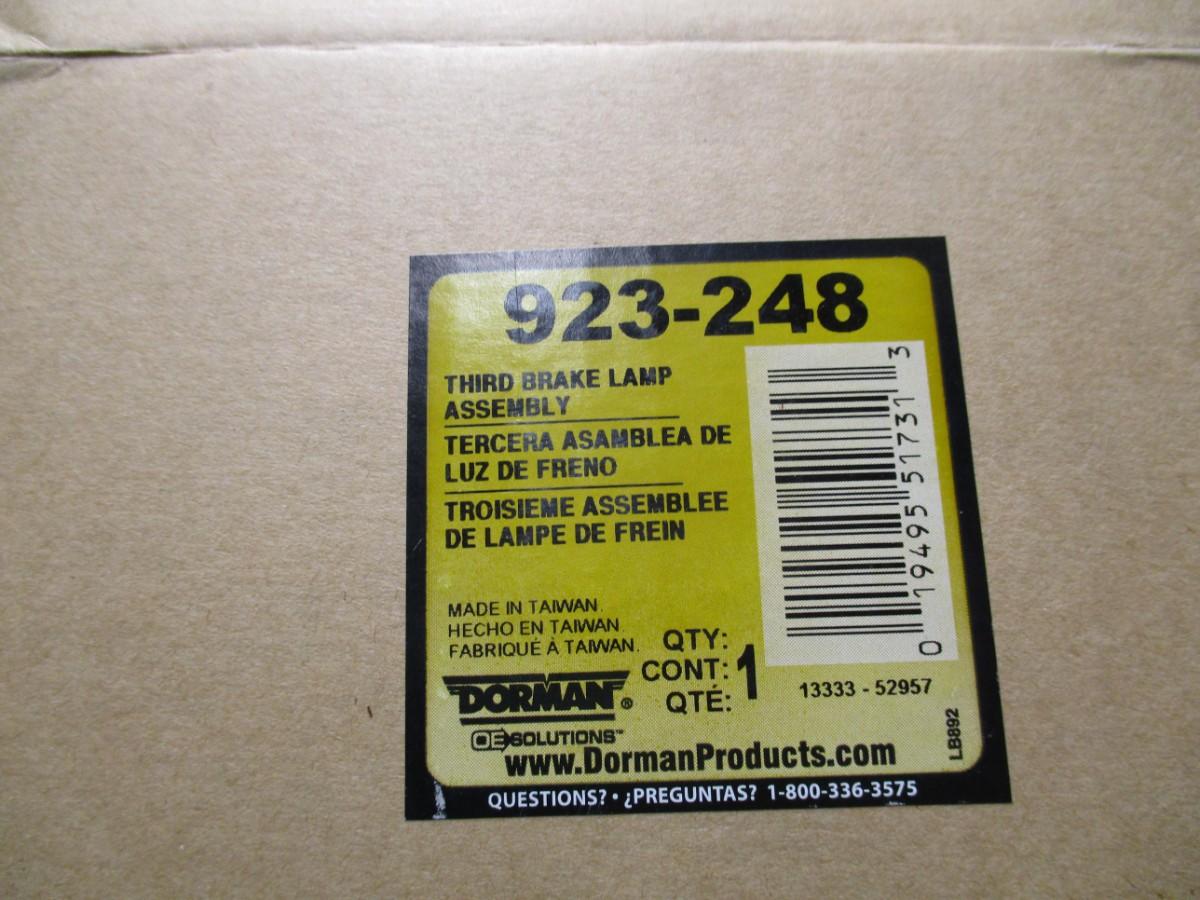 923-248
THIRD BRAKE LAMP
ASSEMBLY
TERCERA ASAMBLEA DE
LUZ DE FRENO
TROISIEME ASSEMBLEE
DE LAMPE DE FREIN
0 19495 51731 3
MADE IN TAIWAN.
HECHO EN TAIWAN
FABRIQUÉ À TAIWAN.
QTY:
CONT: 1
QTÉ:
13333 - 52957
DORMAN®
OE SOLUTIONS™
www.DormanProducts.com
LB892
QUESTIONS? • ¿PREGUNTAS? 1-800-336-3575